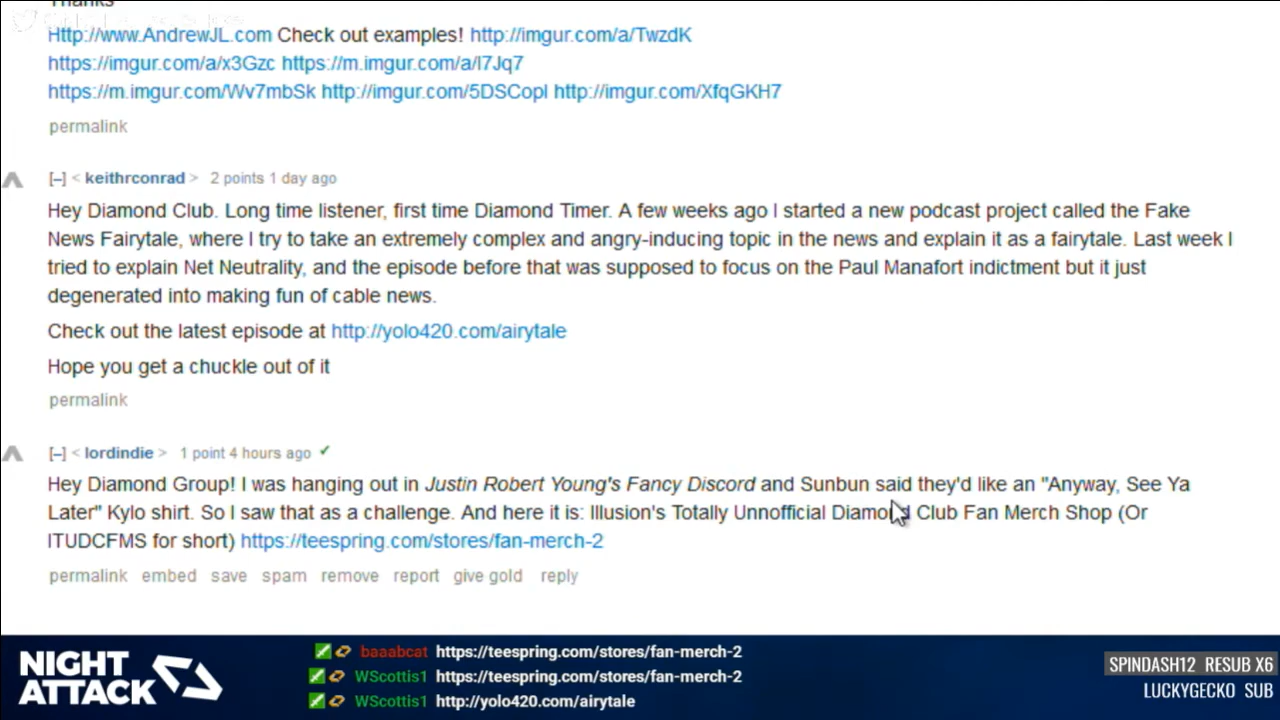 Thanks
Http://www.AndrewJL.com Check out examples! http://imgur.com/a/TwzdK
https://imgur.com/a/x3Gzc https://m.imgur.com/a/l7Jq7
https://m.imgur.com/Wv7mbSk http://imgur.com/5DSCopl http://imgur.com/XfqGKH7
permalink
[–] < keithrconrad > 2 points 1 day ago
Hey Diamond Club. Long time listener, first time Diamond Timer. A few weeks ago I started a new podcast project called the Fake
News Fairytale, where I try to take an extremely complex and angry-inducing topic in the news and explain it as a fairytale. Last week I
tried to explain Net Neutrality, and the episode before that was supposed to focus on the Paul Manafort indictment but it just
degenerated into making fun of cable news.
Check out the latest episode at http://yolo420.com/airytale
Hope you get a chuckle out of it
permalink
[–] < lordindie > 1 point 4 hours ago ✔
Hey Diamond Group! I was hanging out in Justin Robert Young's Fancy Discord and Sunbun said they'd like an "Anyway, See Ya
Later" Kylo shirt. So I saw that as a challenge. And here it is: Illusion's Totally Unnofficial Diamond Club Fan Merch Shop (Or
ITUDCFMS for short) https://teespring.com/stores/fan-merch-2
permalink embed save spam remove report give gold reply
NIGHT
ATTACK
baaabcat https://teespring.com/stores/fan-merch-2
WScottis1 https://teespring.com/stores/fan-merch-2
WScottis1 http://yolo420.com/airytale
SPINDASH12 RESUB X6
LUCKYGECKO SUB